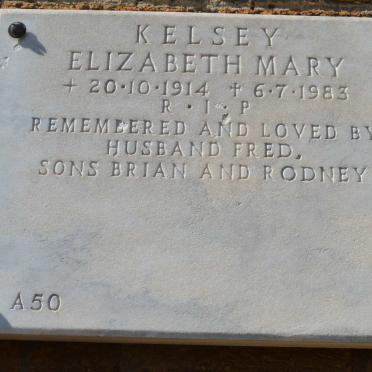 KELSEY
ELIZABETH MARY
+ 20·10·1914 ✝ 6·7·1983
R·I·P
REMEMBERED AND LOVED BY
HUSBAND FRED,
SONS BRIAN AND RODNEY
A50